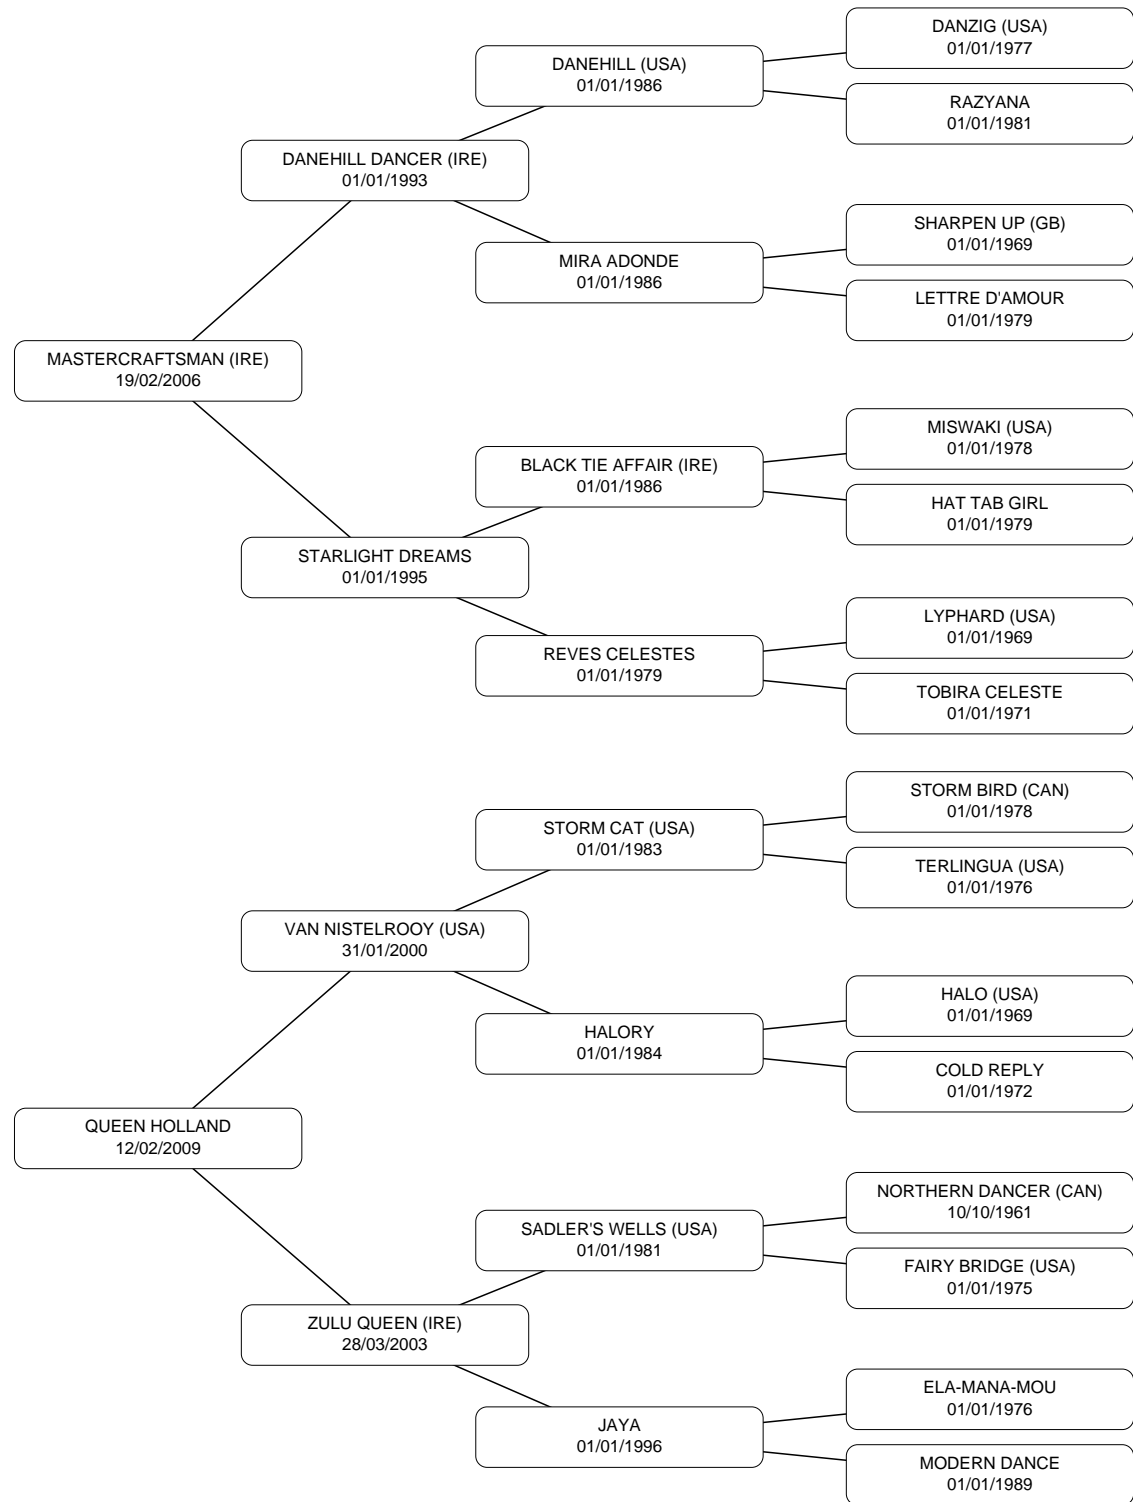 DANZIG (USA)
01/01/1977
DANEHILL (USA)
01/01/1986
RAZYANA
01/01/1981
DANEHILL DANCER (IRE)
01/01/1993
SHARPEN UP (GB)
01/01/1969
MIRA ADONDE
01/01/1986
LETTRE D'AMOUR
01/01/1979
MASTERCRAFTSMAN (IRE)
19/02/2006
MISWAKI (USA)
01/01/1978
BLACK TIE AFFAIR (IRE)
01/01/1986
HAT TAB GIRL
01/01/1979
STARLIGHT DREAMS
01/01/1995
LYPHARD (USA)
01/01/1969
REVES CELESTES
01/01/1979
TOBIRA CELESTE
01/01/1971
STORM BIRD (CAN)
01/01/1978
STORM CAT (USA)
01/01/1983
TERLINGUA (USA)
01/01/1976
VAN NISTELROOY (USA)
31/01/2000
HALO (USA)
01/01/1969
HALORY
01/01/1984
COLD REPLY
01/01/1972
QUEEN HOLLAND
12/02/2009
NORTHERN DANCER (CAN)
10/10/1961
SADLER'S WELLS (USA)
01/01/1981
FAIRY BRIDGE (USA)
01/01/1975
ZULU QUEEN (IRE)
28/03/2003
ELA-MANA-MOU
01/01/1976
JAYA
01/01/1996
MODERN DANCE
01/01/1989